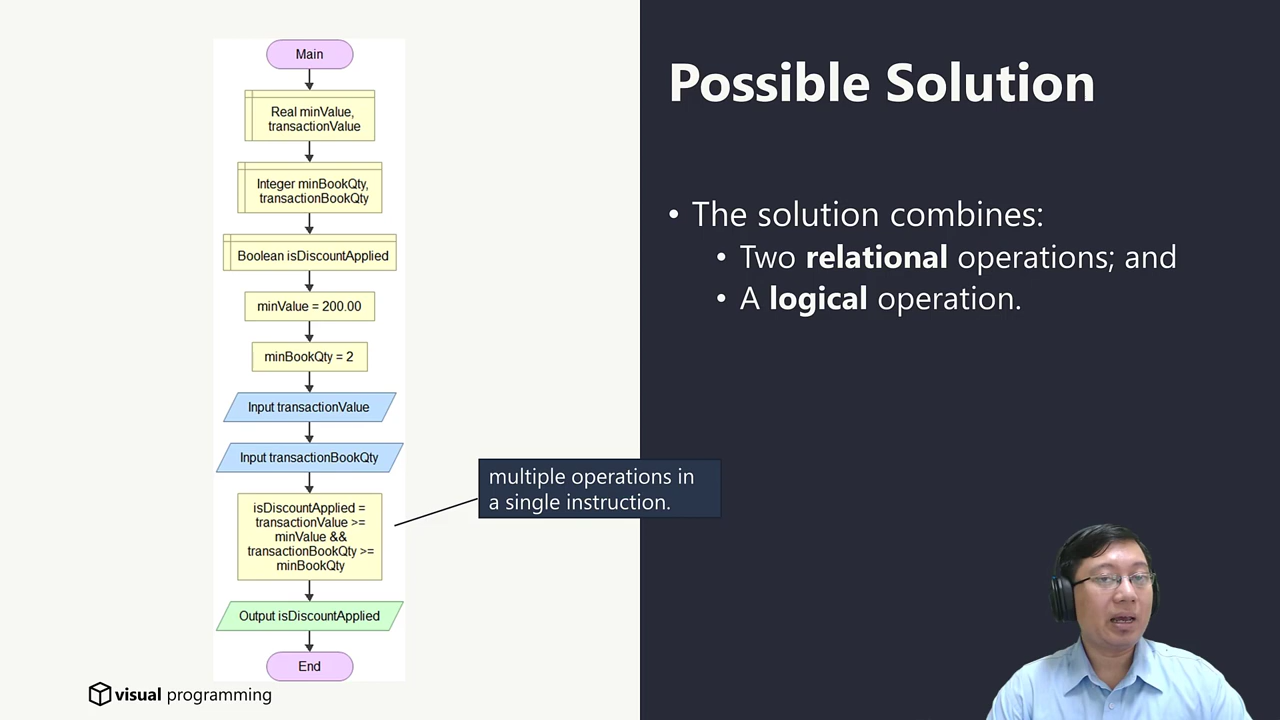 Main
Real minValue,
transactionValue
Integer minBookQty,
transactionBookQty
Boolean isDiscountApplied
minValue = 200.00
minBookQty = 2
Input transactionValue
Input transactionBookQty
isDiscountApplied =
transactionValue >=
minValue &&
transactionBookQty >=
minBookQty
Output isDiscountApplied
End
multiple operations in
a single instruction.
visual programming
Possible Solution
• The solution combines:
• Two relational operations; and
• A logical operation.